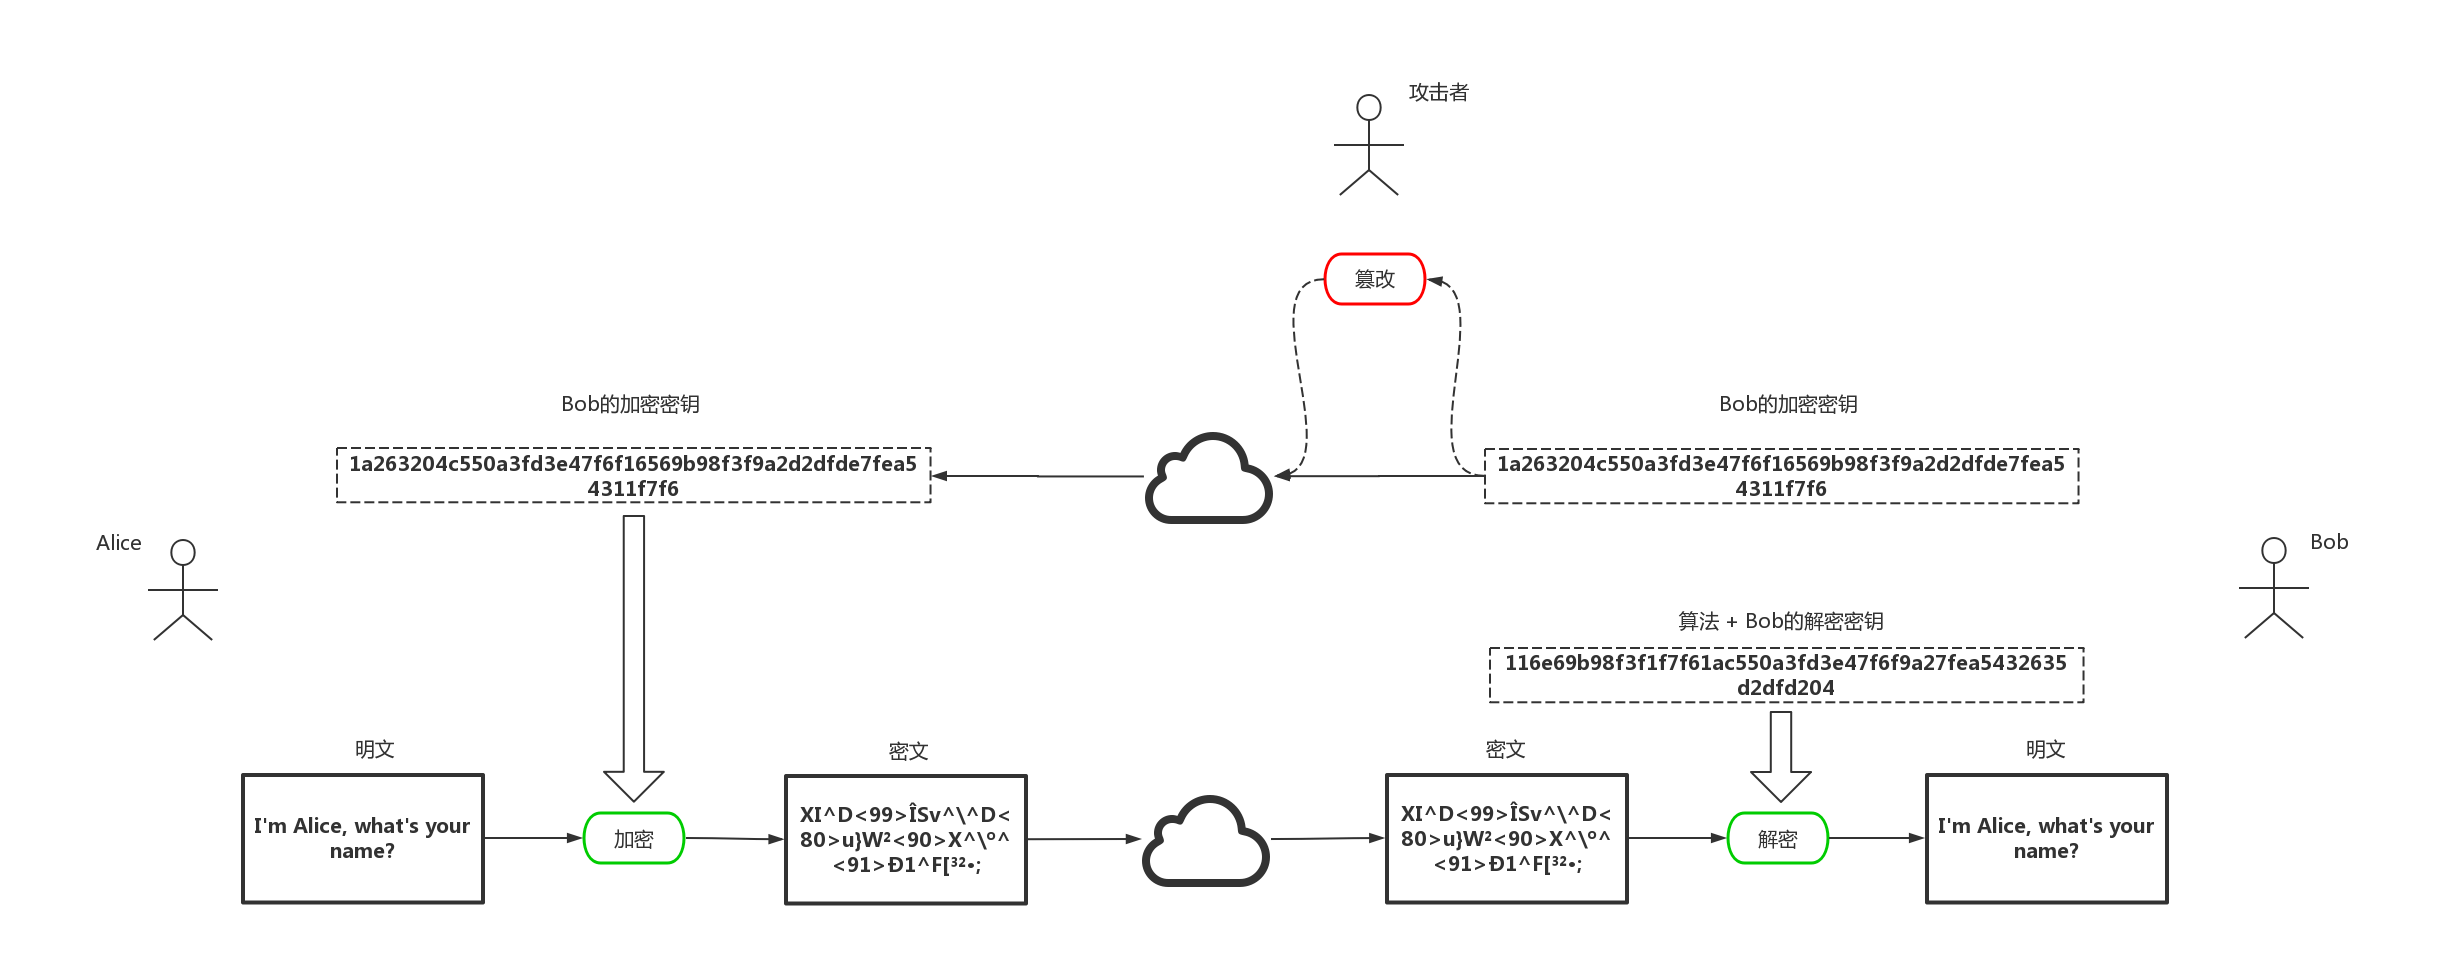 攻击者
篡改
Bob的加密密钥
Bob的加密密钥
1a263204c550a3fd3e47f6f16569b98f3f9a2d2dfde7fea5
4311f7f6
1a263204c550a3fd3e47f6f16569b98f3f9a2d2dfde7fea5
4311f7f6
Alice
Bob
算法 + Bob的解密密钥
116e69b98f3f1f7f61ac550a3fd3e47f6f9a27fea5432635
d2dfd204
明文
密文
密文
明文
I'm Alice, what's your
name?
加密
XI^D<99>ÎSv^\^D<
80>u}W²<90>X^\º^
<91>Ð1^F[³²•;
XI^D<99>ÎSv^\^D<
80>u}W²<90>X^\º^
<91>Ð1^F[³²•;
解密
I'm Alice, what's your
name?